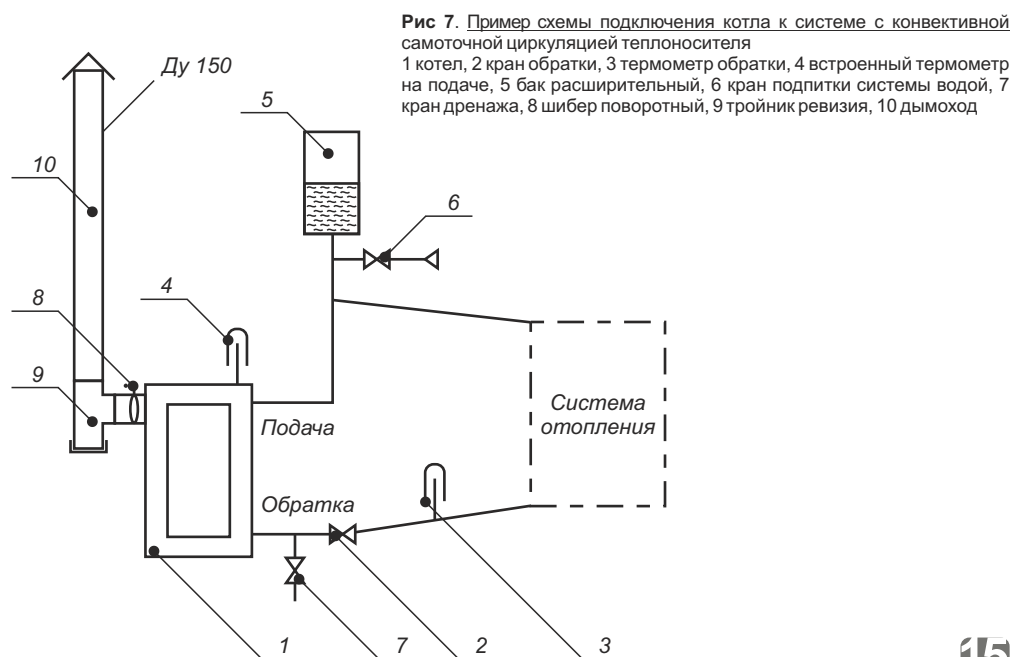 Рис 7. Пример схемы подключения котла к системе с конвективной
самоточной циркуляцией теплоносителя
1 котел, 2 кран обратки, 3 термометр обратки, 4 встроенный термометр
на подаче, 5 бак расширительный, 6 кран подпитки системы водой, 7
кран дренажа, 8 шибер поворотный, 9 тройник ревизия, 10 дымоход
Ду 150
5
10
6
4
8
9
Система
отопления
Подача
Обратка
1
7
2
3
15